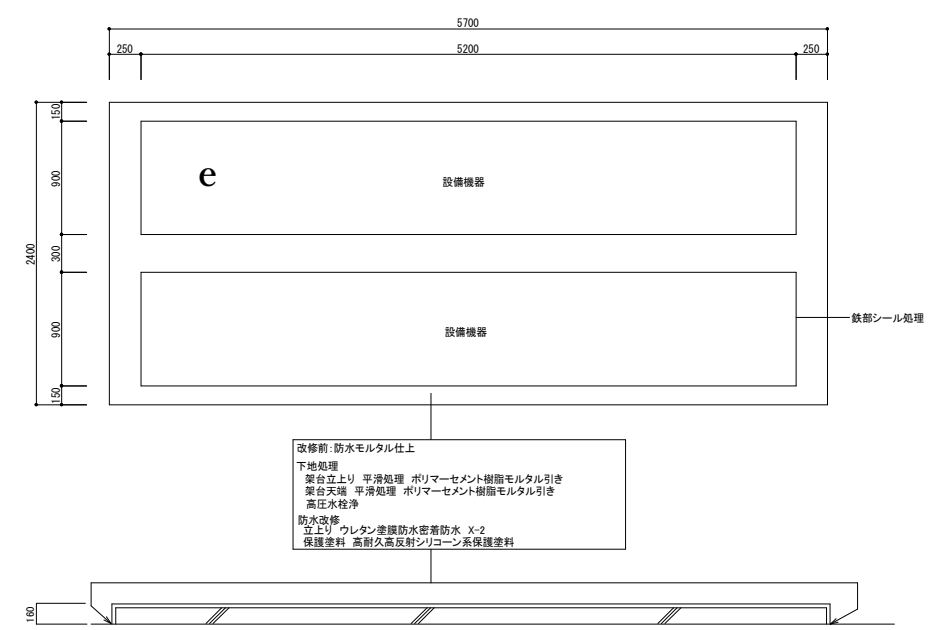 5700
250
5200
250
150
900
300
900
150
2400
e
設備機器
設備機器
鉄部シール処理
改修前:防水モルタル仕上
下地処理
架台立上り 平滑処理 ポリマーセメント樹脂モルタル引き
架台天端 平滑処理 ポリマーセメント樹脂モルタル引き
高圧水栓浄
防水改修
立上り ウレタン塗膜防水密着防水 X-2
保護塗料 高耐久高反射シリコーン系保護塗料
160